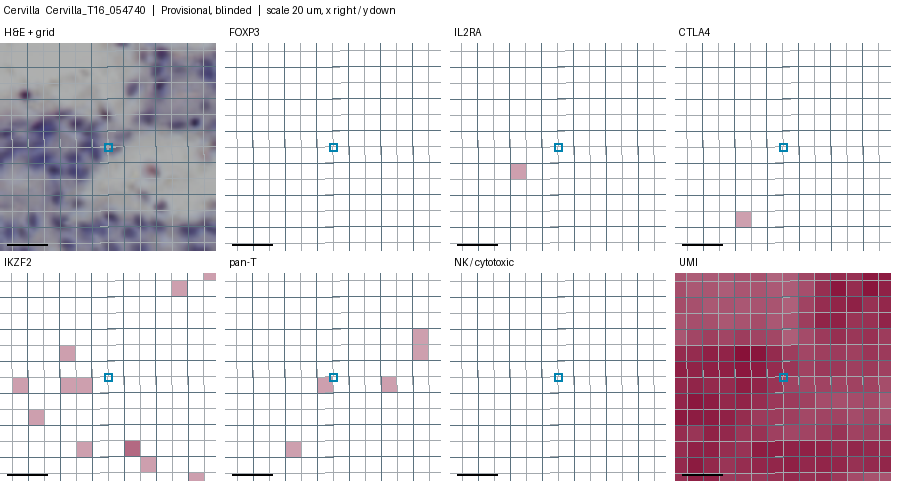 Cervilla Cervilla_T16_054740 | Provisional, blinded | scale 20 um, x right / y down
H&E + grid
FOXP3
IL2RA
CTLA4
IKZF2
pan-T
NK / cytotoxic
UMI